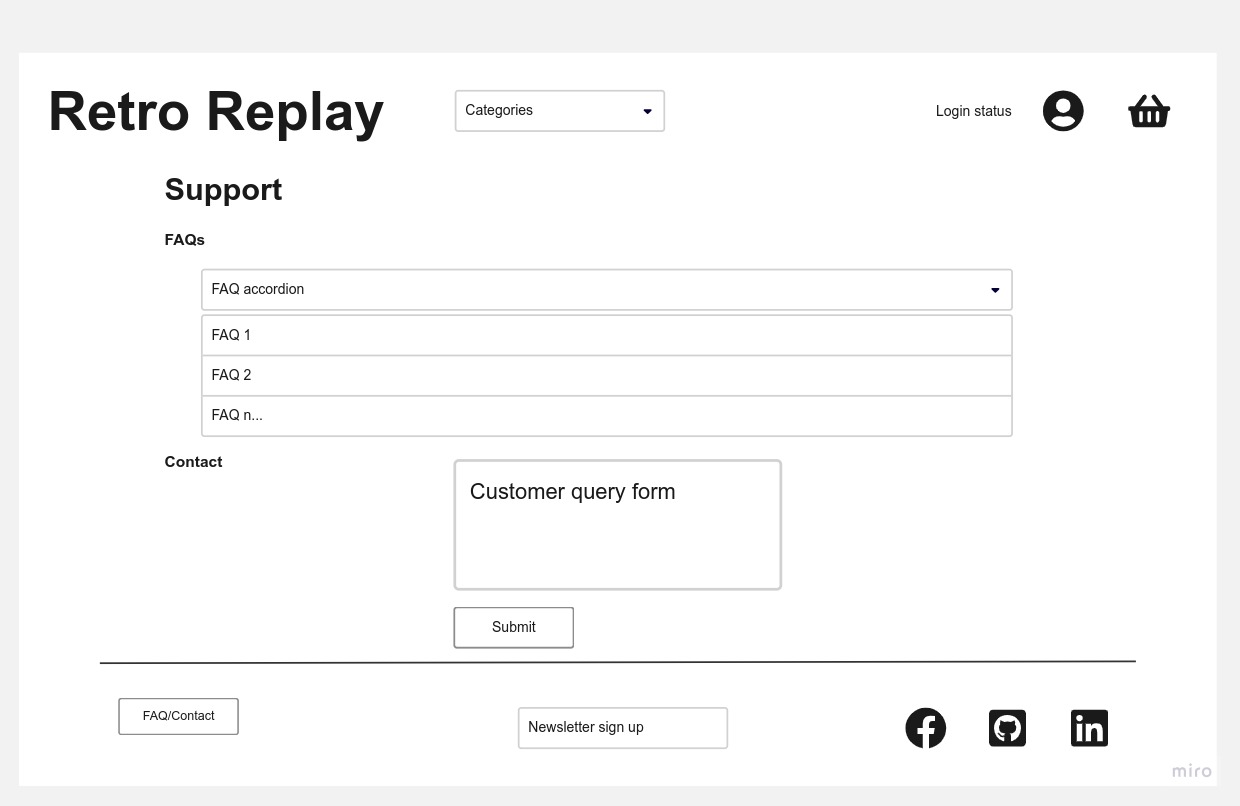 Retro Replay
Categories
Login status
Support
FAQs
FAQ accordion
FAQ 1
FAQ 2
FAQ n...
Contact
Customer query form
Submit
FAQ/Contact
Newsletter sign up
in
miro